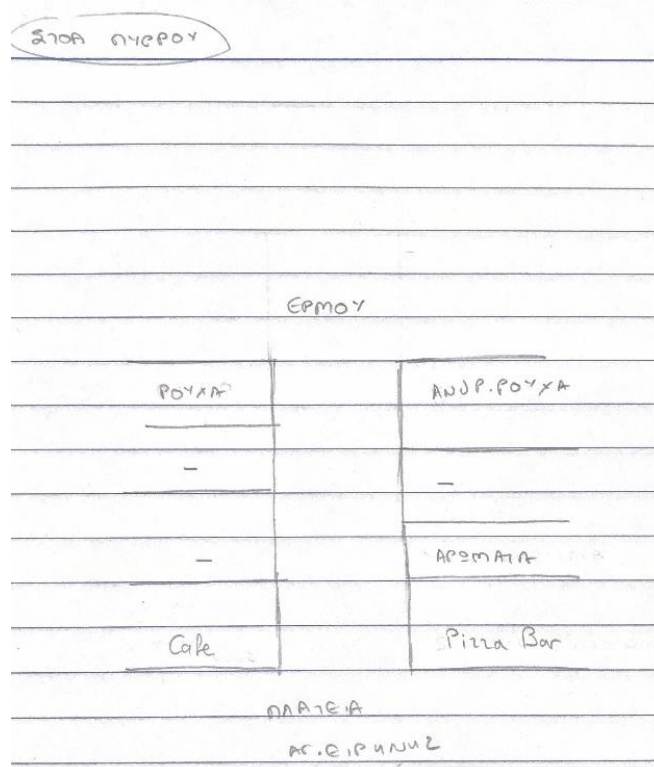 ΣΤΟΑ ΠΥΡΡΟΥ
ΕΡΜΟΥ
ΡΟΥΧΑ ΑΝΔΡ. ΡΟΥΧΑ
- -
- ΑΡΩΜΑΤΑ
Cafe Pizza Bar
ΠΛΑΤΕΙΑ
ΑΓ. ΕΙΡΗΝΗΣ